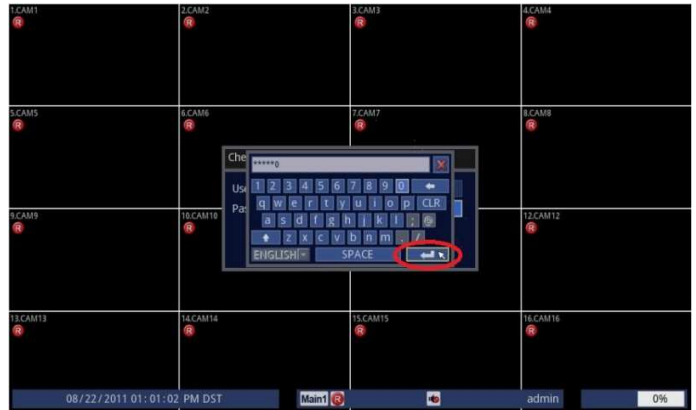 1.CAM1 2.CAM2 3.CAM3 4.CAM4
R R R R
5.CAM5 6.CAM6 7.CAM7 8.CAM8
R R R R
Che
*****0
Use 1 2 3 4 5 6 7 8 9 0
Pas q w e r t y u i o p CLR
9.CAM9 10.CAM10 a s d f g h j k l ; @ 12.CAM12
R R z x c v b n m . / R
ENGLISH SPACE
13.CAM13 14.CAM14 15.CAM15 16.CAM16
R R R R
08/22/2011 01:01:02 PM DST Main1 R admin 0%